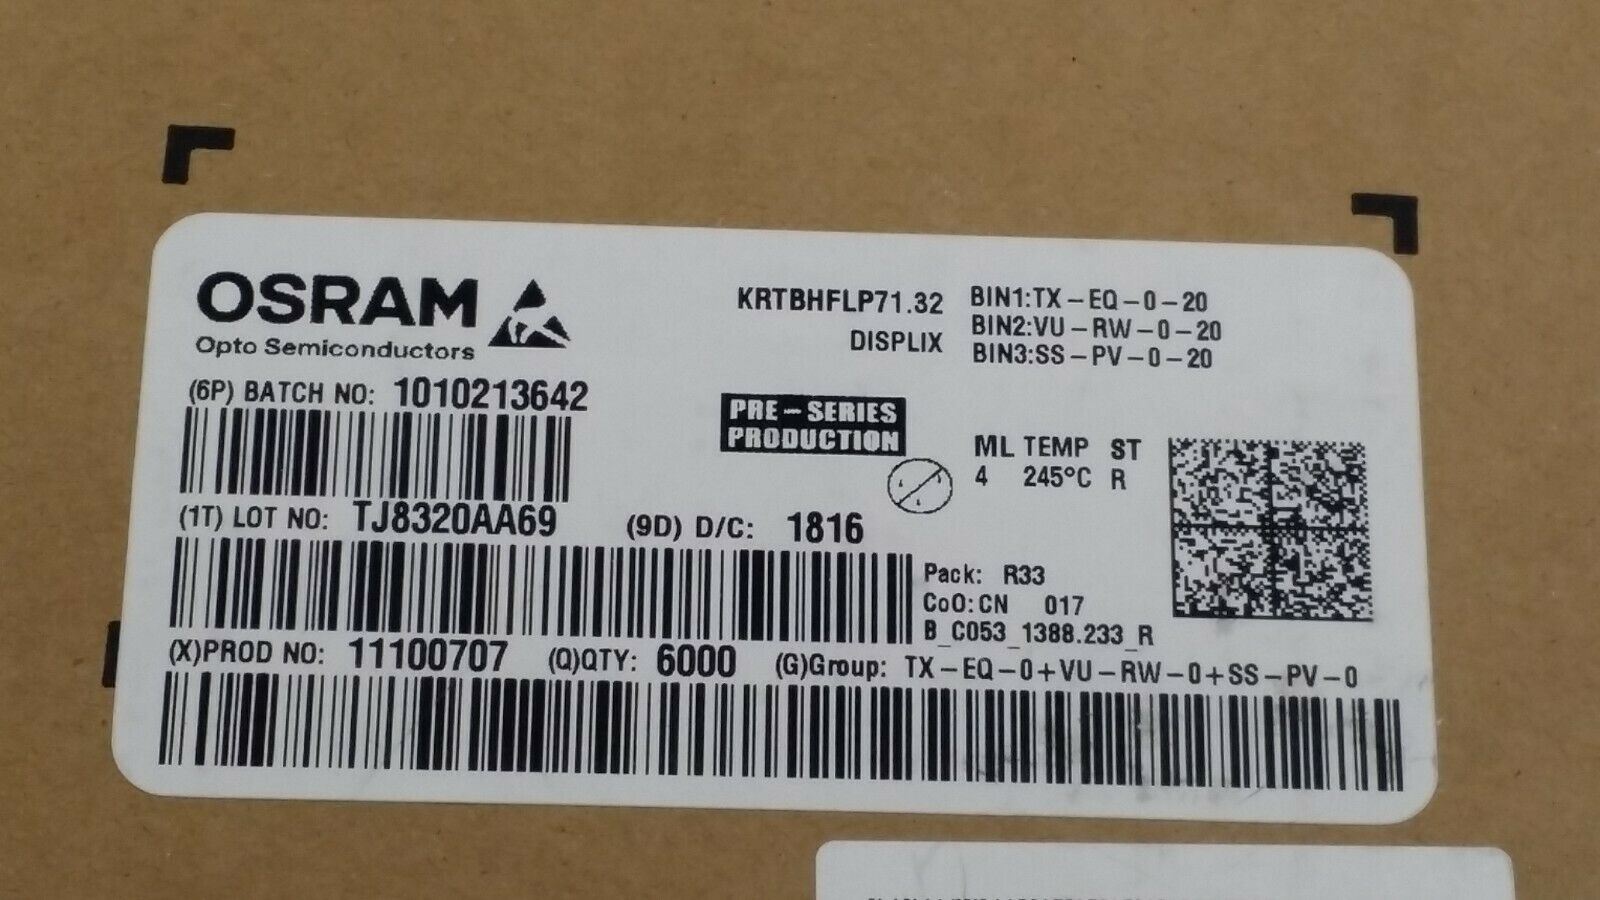 OSRAM
Opto Semiconductors
KRTBHFLP71.32
DISPLIX
BIN1:TX-EQ-0-20
BIN2:VU-RW-0-20
BIN3:SS-PV-0-20
(6P) BATCH NO: 1010213642
PRE-SERIES
PRODUCTION
ML TEMP ST
4 245°C R
(1T) LOT NO: TJ8320AA69 (9D) D/C: 1816
Pack: R33
CoO: CN 017
B_C053_1388.233_R
(X)PROD NO: 11100707 (Q)QTY: 6000 (G)Group: TX-EQ-0+VU-RW-0+SS-PV-0